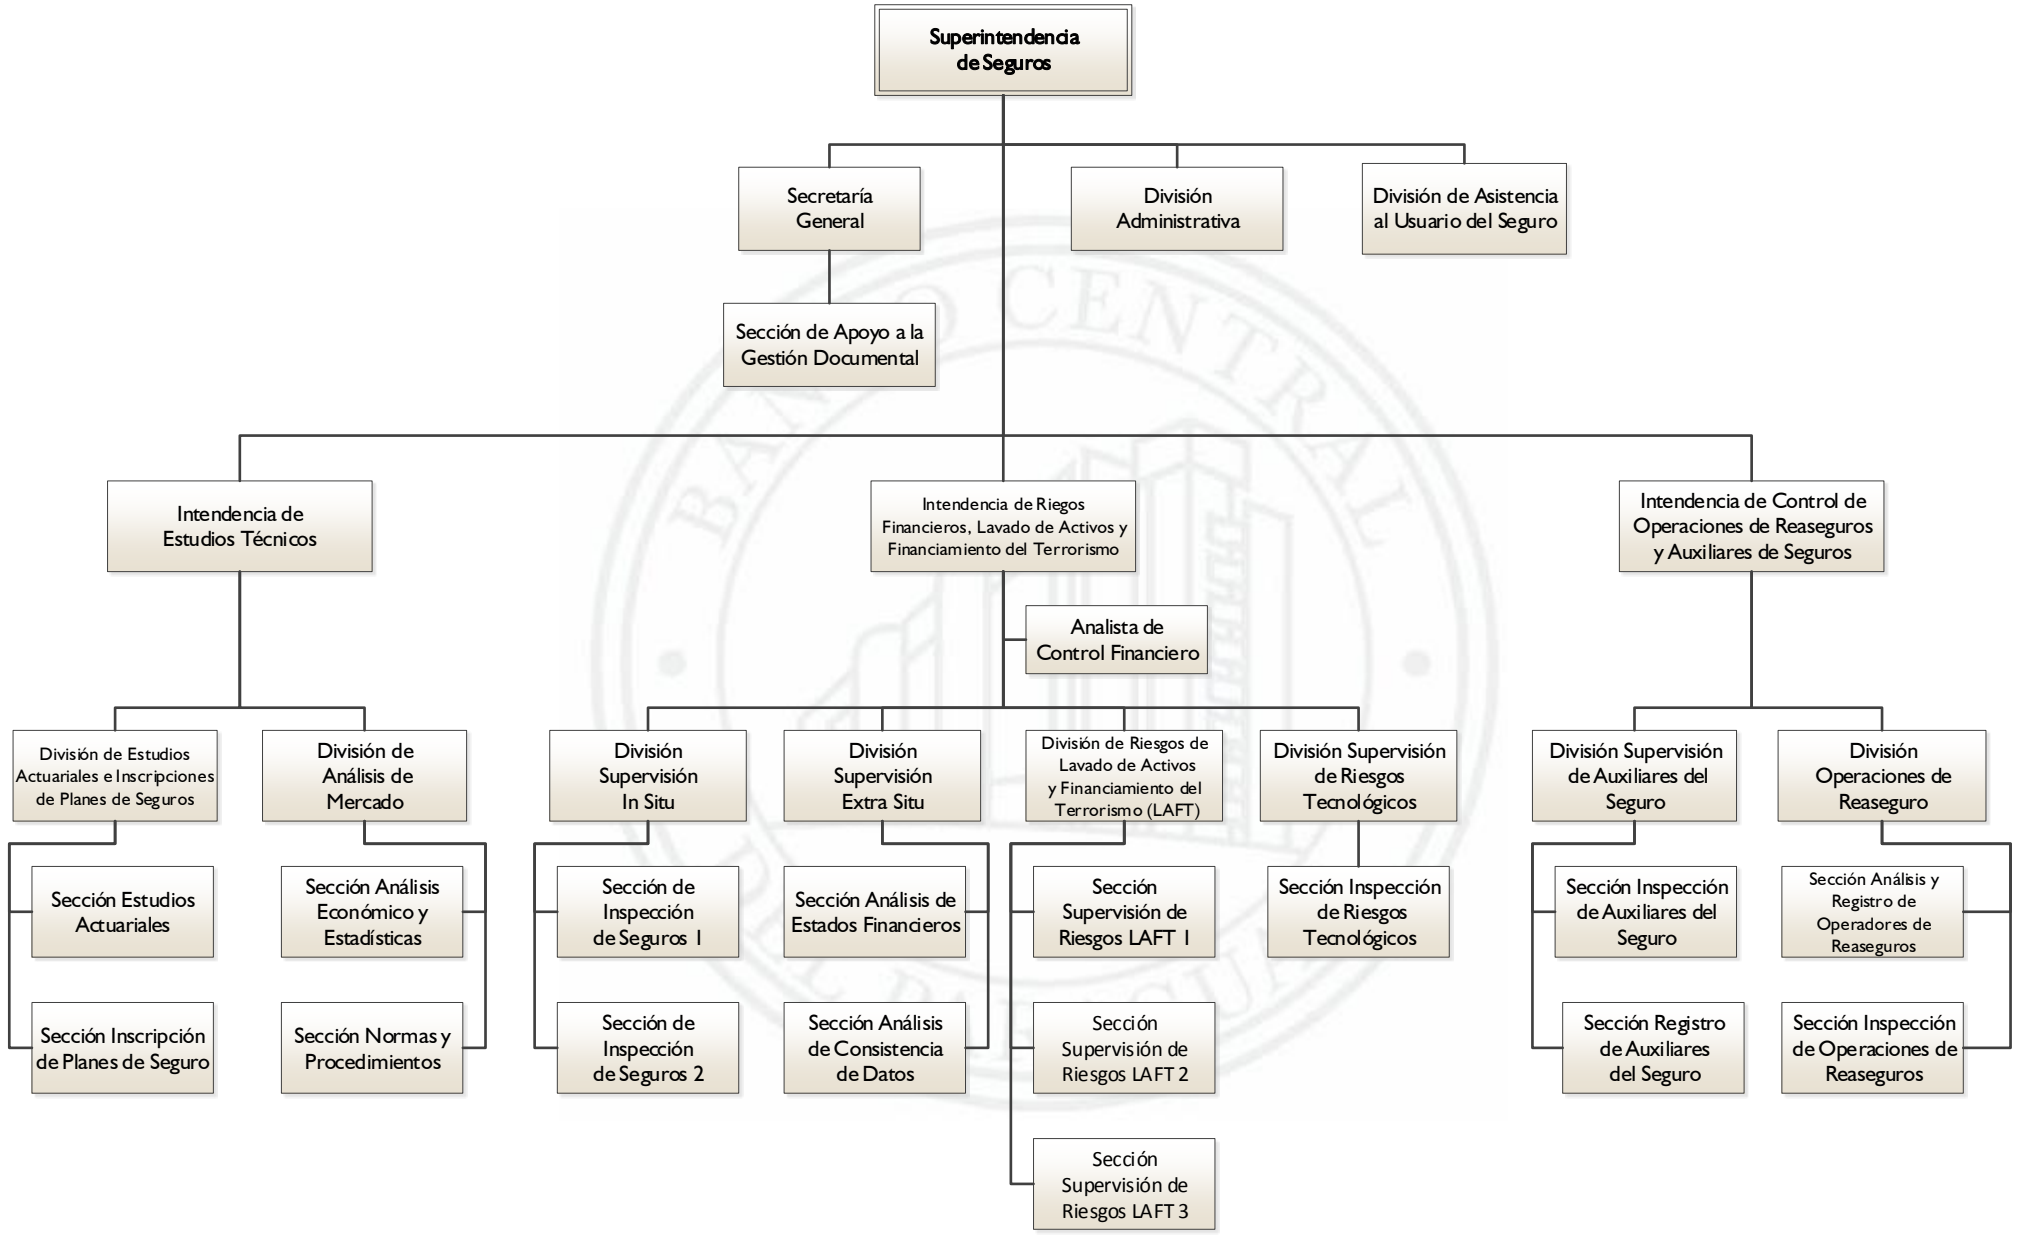 Superintendencia
de Seguros
Secretaría
General
División
Administrativa
División de Asistencia
al Usuario del Seguro
Sección de Apoyo a la
Gestión Documental
Intendencia de
Estudios Técnicos
Intendencia de Riegos
Financieros, Lavado de Activos y
Financiamiento del Terrorismo
Intendencia de Control de
Operaciones de Reaseguros
y Auxiliares de Seguros
Analista de
Control Financiero
División de Estudios
Actuariales e Inscripciones
de Planes de Seguros
División de
Análisis de
Mercado
División
Supervisión
In Situ
División
Supervisión
Extra Situ
División de Riesgos de
Lavado de Activos
y Financiamiento del
Terrorismo (LAFT)
División Supervisión
de Riesgos
Tecnológicos
División Supervisión
de Auxiliares del
Seguro
División
Operaciones de
Reaseguro
Sección Estudios
Actuariales
Sección Análisis
Económico y
Estadísticas
Sección de
Inspección
de Seguros 1
Sección Análisis de
Estados Financieros
Sección
Supervisión de
Riesgos LAFT 1
Sección Inspección
de Riesgos
Tecnológicos
Sección Inspección
de Auxiliares del
Seguro
Sección Análisis y
Registro de
Operadores de
Reaseguros
Sección Inscripción
de Planes de Seguro
Sección Normas y
Procedimientos
Sección de
Inspección
de Seguros 2
Sección Análisis
de Consistencia
de Datos
Sección
Supervisión de
Riesgos LAFT 2
Sección Registro
de Auxiliares
del Seguro
Sección Inspección
de Operaciones de
Reaseguros
Sección
Supervisión de
Riesgos LAFT 3
BANCO CENTRAL
DEL PARAGUAY